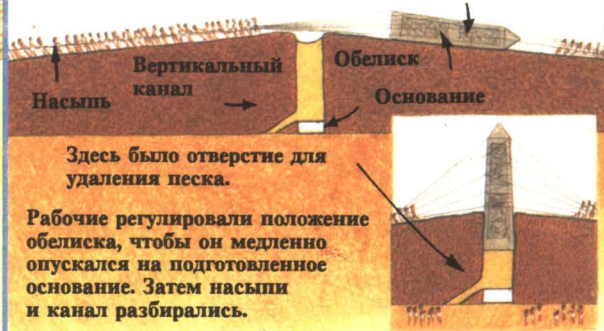 Вертикальный
канал
Обелиск
Насыпь
Основание
Здесь было отверстие для
удаления песка.
Рабочие регулировали положение
обелиска, чтобы он медленно
опускался на подготовленное
основание. Затем насыпи
и канал разбирались.